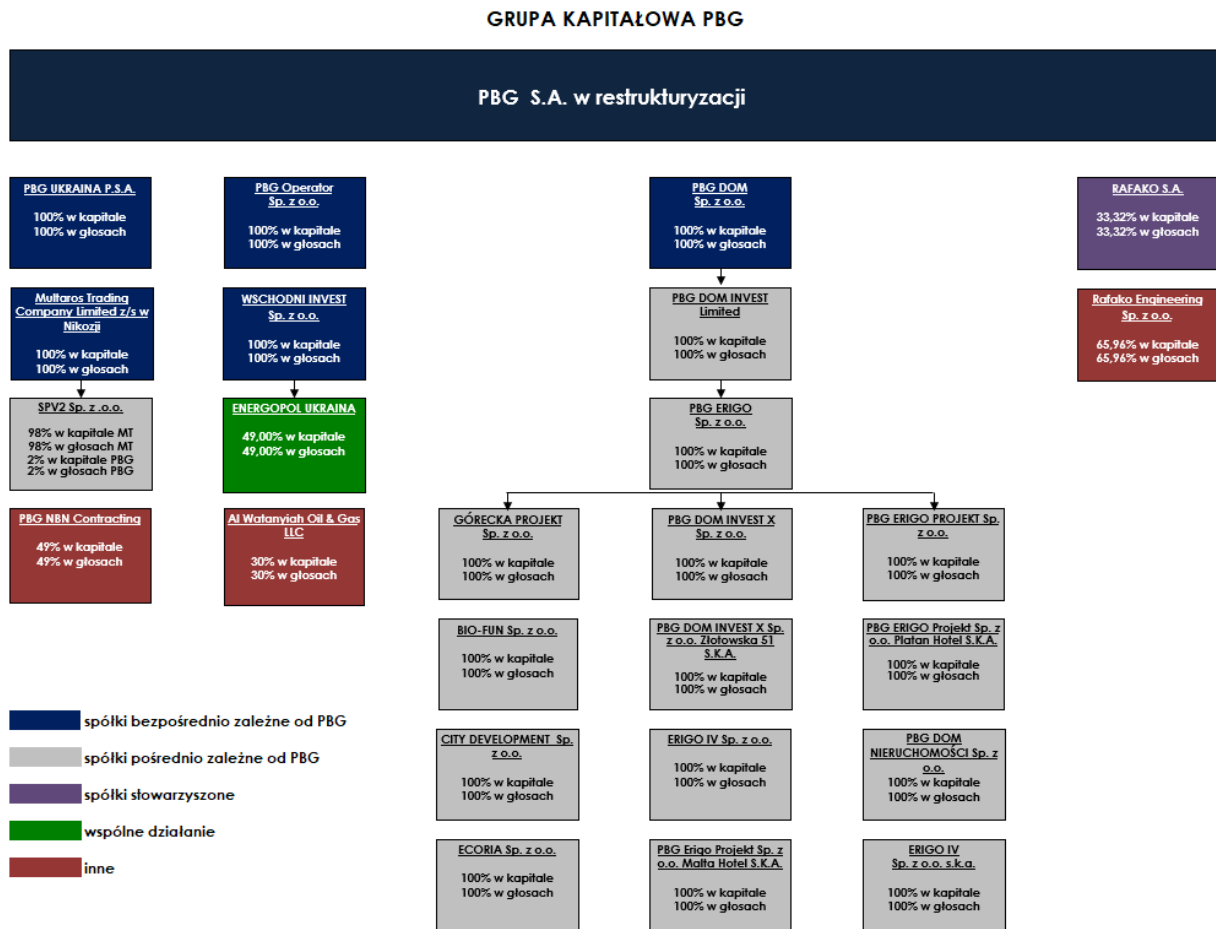 GRUPA KAPITAŁOWA PBG
PBG S.A. w restrukturyzacji
PBG UKRAINA P.S.A.
100% w kapitale
100% w głosach
PBG Operator
Sp. z o.o.
100% w kapitale
100% w głosach
PBG DOM
Sp. z o.o.
100% w kapitale
100% w głosach
RAFAKO S.A.
33,32% w kapitale
33,32% w głosach
Multaros Trading
Company Limited z/s w
Nikozji
100% w kapitale
100% w głosach
WSCHODNI INVEST
Sp. z o.o.
100% w kapitale
100% w głosach
PBG DOM INVEST
Limited
100% w kapitale
100% w głosach
Rafako Engineering
Sp. z o.o.
65,96% w kapitale
65,96% w głosach
SPV2 Sp. z .o.o.
98% w kapitale MT
98% w głosach MT
2% w kapitale PBG
2% w głosach PBG
ENERGOPOL UKRAINA
49,00% w kapitale
49,00% w głosach
PBG ERIGO
Sp. z o.o.
100% w kapitale
100% w głosach
PBG NBN Contracting
49% w kapitale
49% w głosach
Al Watanyiah Oil & Gas
LLC
30% w kapitale
30% w głosach
GÓRECKA PROJEKT
Sp. z o.o.
100% w kapitale
100% w głosach
PBG DOM INVEST X
Sp. z o.o.
100% w kapitale
100% w głosach
PBG ERIGO PROJEKT Sp.
z o.o.
100% w kapitale
100% w głosach
BIO-FUN Sp. z o.o.
100% w kapitale
100% w głosach
PBG DOM INVEST X Sp.
z o.o. Złotowska 51
S.K.A.
100% w kapitale
100% w głosach
PBG ERIGO Projekt Sp. z
o.o. Platan Hotel S.K.A.
100% w kapitale
100% w głosach
CITY DEVELOPMENT Sp.
z o.o.
100% w kapitale
100% w głosach
ERIGO IV Sp. z o.o.
100% w kapitale
100% w głosach
PBG DOM
NIERUCHOMOŚCI Sp. z
o.o.
100% w kapitale
100% w głosach
ECORIA Sp. z o.o.
100% w kapitale
100% w głosach
PBG Erigo Projekt Sp. z
o.o. Malta Hotel S.K.A.
100% w kapitale
100% w głosach
ERIGO IV
Sp. z o.o. s.k.a.
100% w kapitale
100% w głosach
spółki bezpośrednio zależne od PBG
spółki pośrednio zależne od PBG
spółki stowarzyszone
wspólne działanie
inne